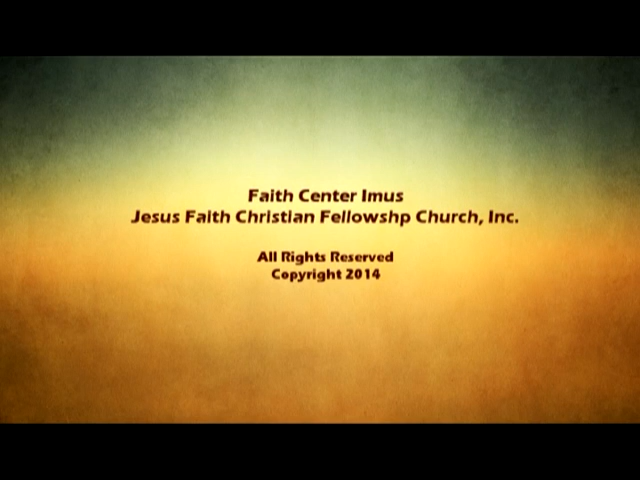 Faith Center Imus
Jesus Faith Christian Fellowshp Church, Inc.
All Rights Reserved
Copyright 2014